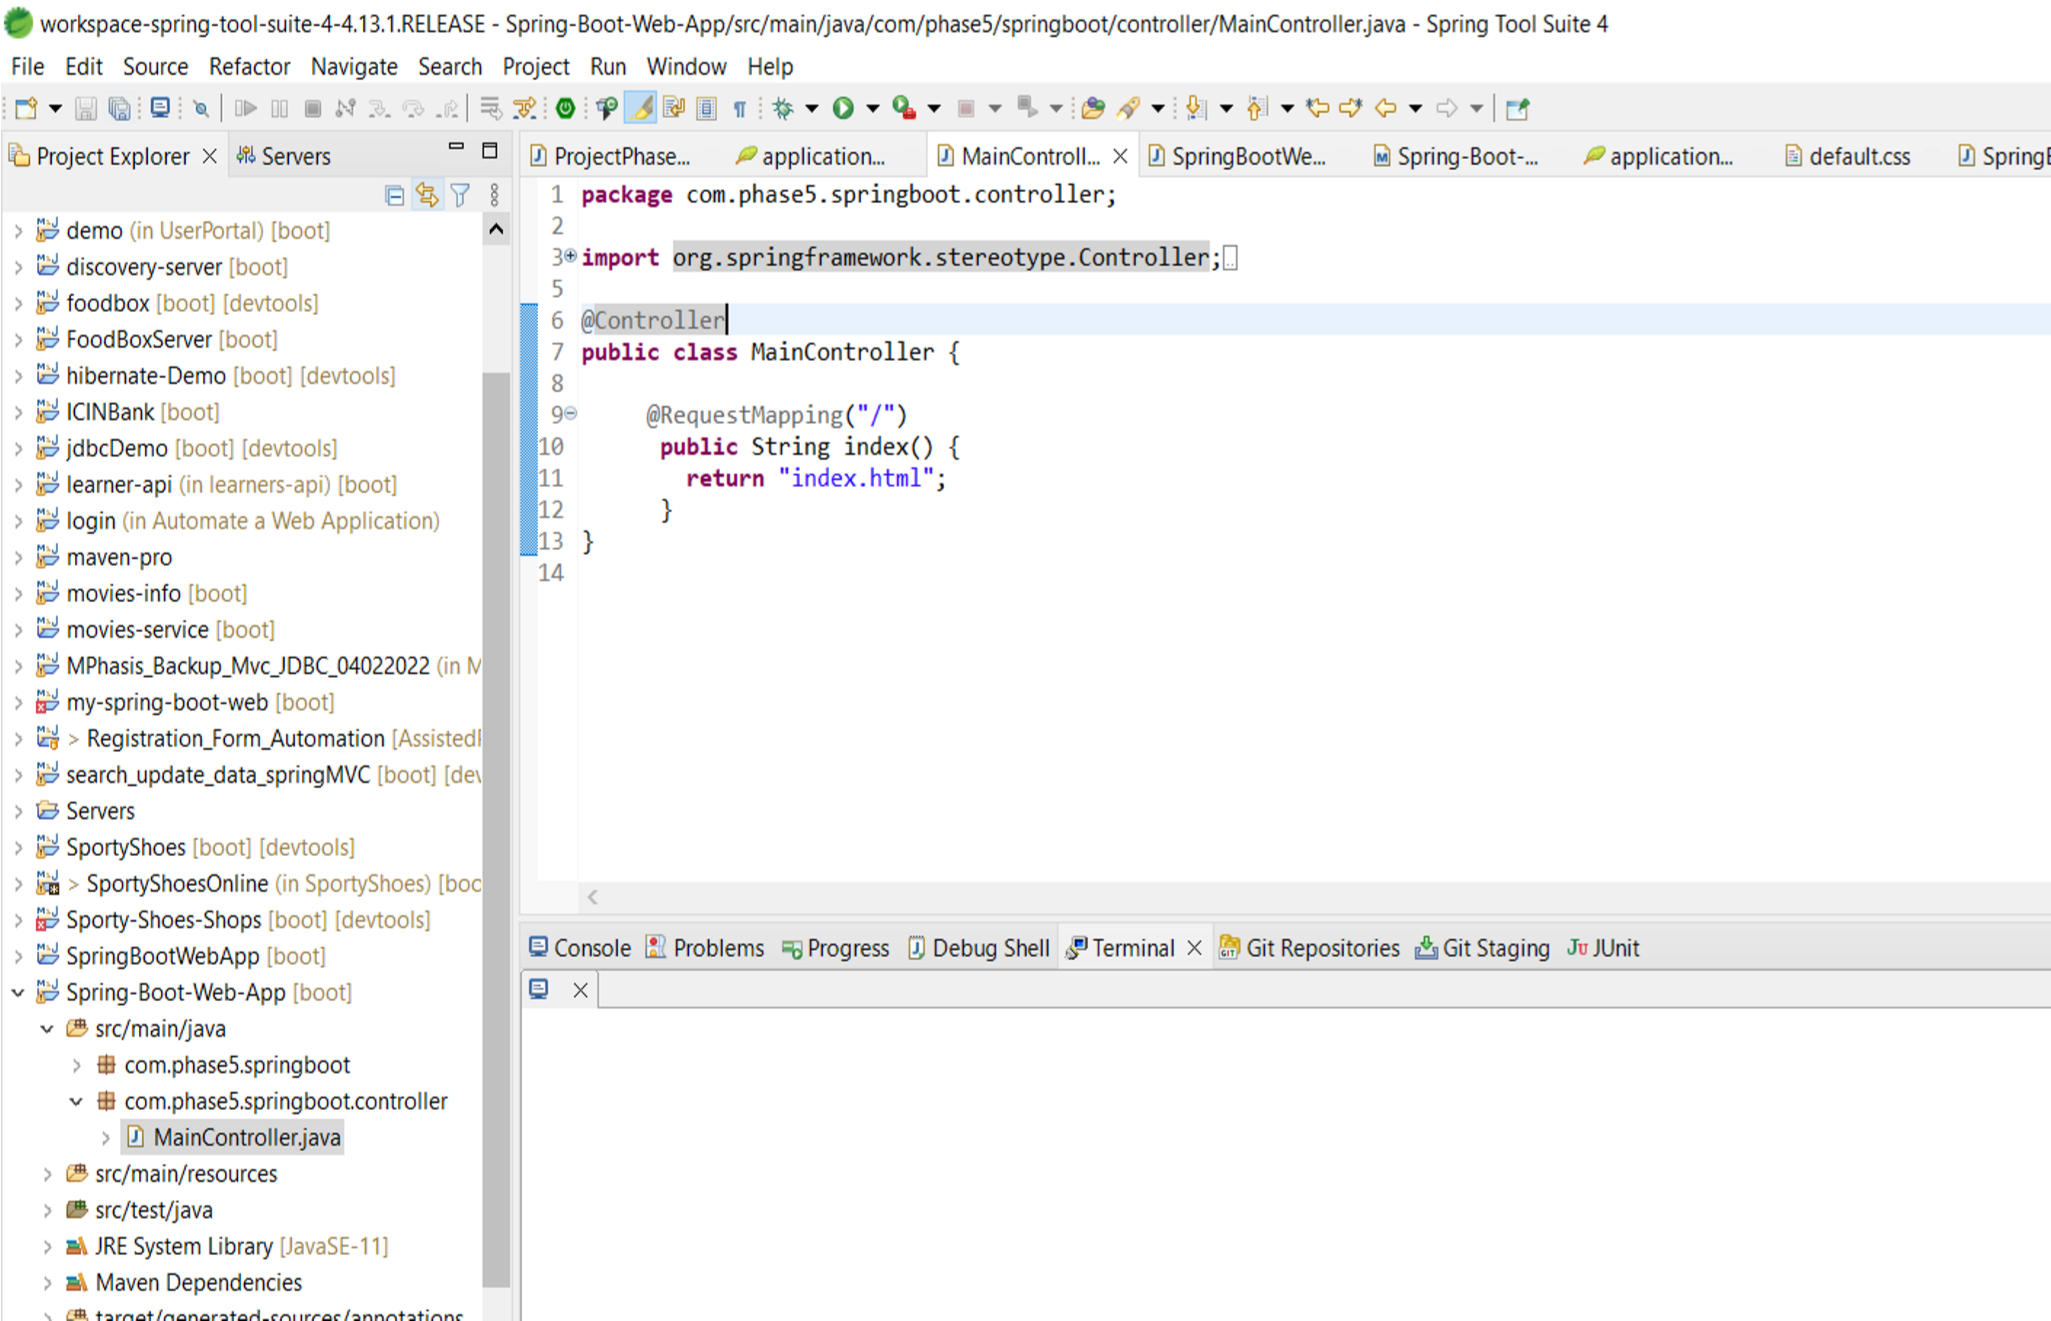 workspace-spring-tool-suite-4-4.13.1.RELEASE - Spring-Boot-Web-App/src/main/java/com/phase5/springboot/controller/MainController.java - Spring Tool Suite 4
File Edit Source Refactor Navigate Search Project Run Window Help
Project Explorer Servers
demo (in UserPortal) [boot]
discovery-server [boot]
foodbox [boot] [devtools]
FoodBoxServer [boot]
hibernate-Demo [boot] [devtools]
ICINBank [boot]
jdbcDemo [boot] [devtools]
learner-api (in learners-api) [boot]
login (in Automate a Web Application)
maven-pro
movies-info [boot]
movies-service [boot]
MPhasis_Backup_Mvc_JDBC_04022022 (in M
my-spring-boot-web [boot]
> Registration_Form_Automation [Assisted
search_update_data_springMVC [boot] [dev
Servers
SportyShoes [boot] [devtools]
> SportyShoesOnline (in SportyShoes) [boo
Sporty-Shoes-Shops [boot] [devtools]
SpringBootWebApp [boot]
Spring-Boot-Web-App [boot]
src/main/java
com.phase5.springboot
com.phase5.springboot.controller
MainController.java
src/main/resources
src/test/java
JRE System Library [JavaSE-11]
Maven Dependencies
target/generated-sources/annotations
ProjectPhase... application... MainControll... SpringBootWe... Spring-Boot-... application... default.css Spring
1 package com.phase5.springboot.controller;
2
3 import org.springframework.stereotype.Controller;
5
6 @Controller
7 public class MainController {
8
9 @RequestMapping("/")
10 public String index() {
11 return "index.html";
12 }
13 }
14
Console Problems Progress Debug Shell Terminal Git Repositories Git Staging JUnit